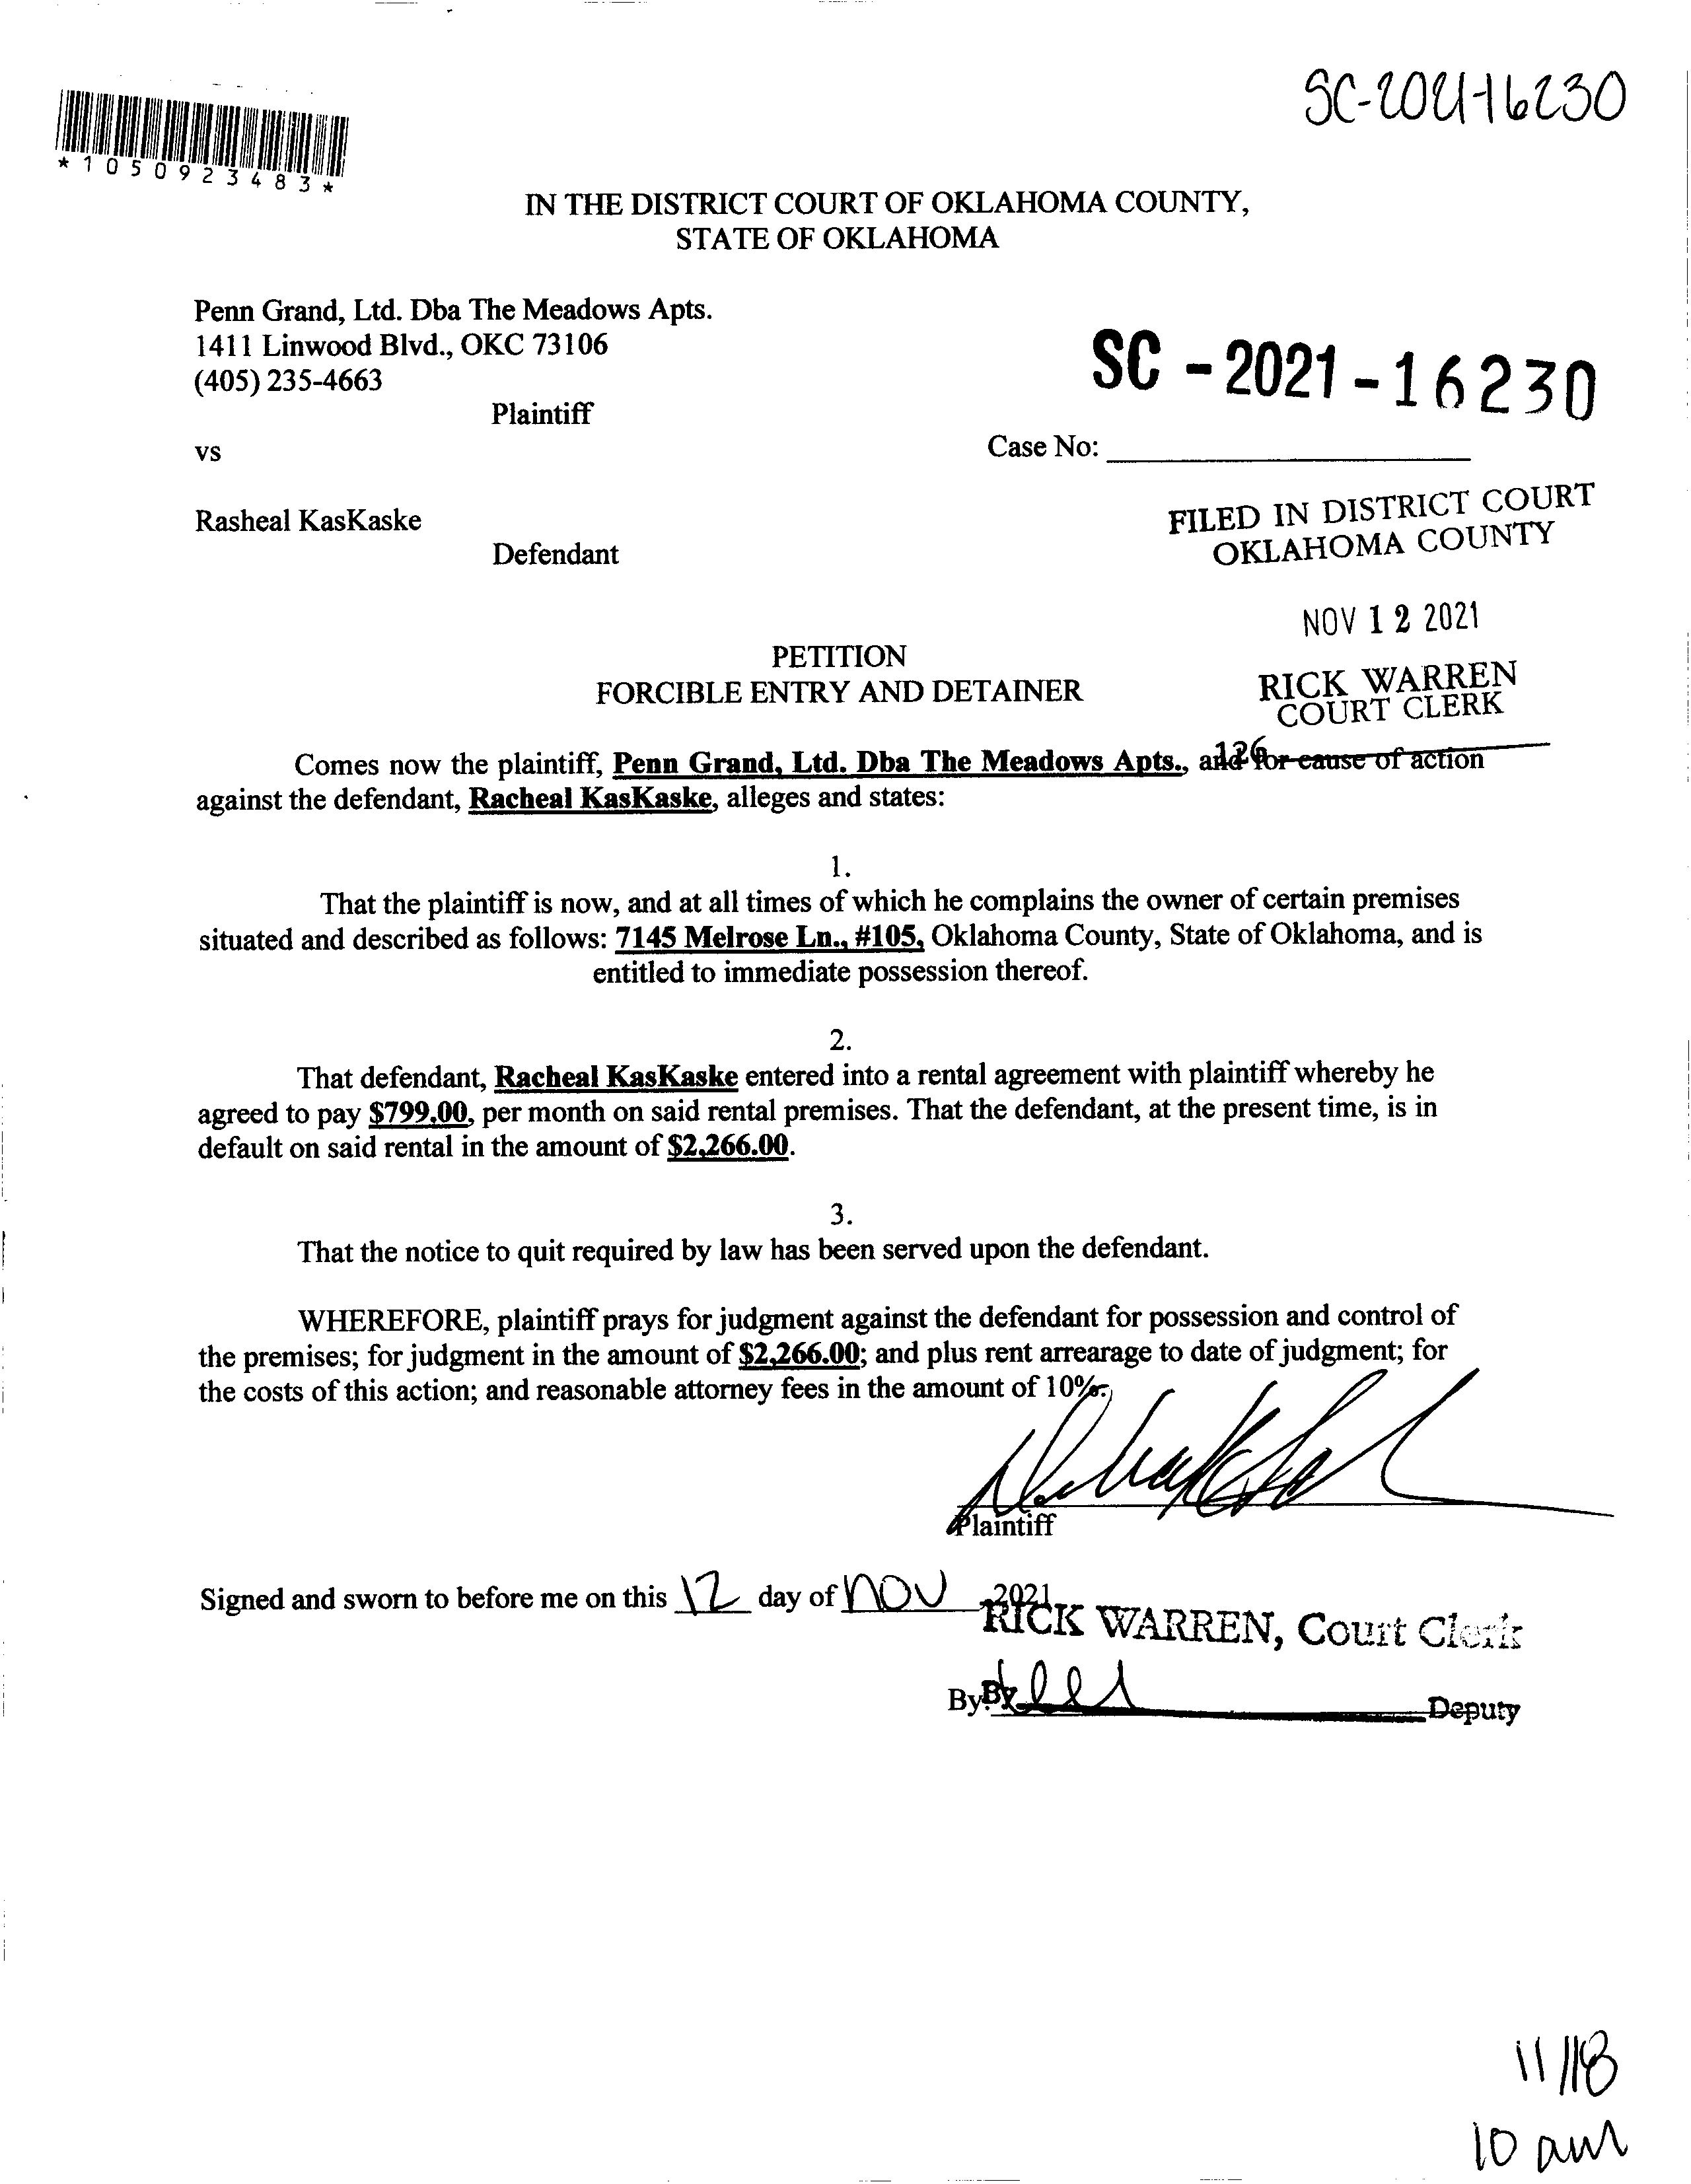 SC-2021-16230
*1050923483*
IN THE DISTRICT COURT OF OKLAHOMA COUNTY,
STATE OF OKLAHOMA
Penn Grand, Ltd. Dba The Meadows Apts.
1411 Linwood Blvd., OKC 73106
(405) 235-4663
Plaintiff
SC - 2021 - 16230
vs
Case No:
Rasheal KasKaske
Defendant
FILED IN DISTRICT COURT
OKLAHOMA COUNTY
NOV 12 2021
PETITION
FORCIBLE ENTRY AND DETAINER
RICK WARREN
COURT CLERK
126
Comes now the plaintiff, Penn Grand, Ltd. Dba The Meadows Apts., and for cause of action
against the defendant, Racheal KasKaske, alleges and states:
1.
That the plaintiff is now, and at all times of which he complains the owner of certain premises
situated and described as follows: 7145 Melrose Ln., #105, Oklahoma County, State of Oklahoma, and is
entitled to immediate possession thereof.
2.
That defendant, Racheal KasKaske entered into a rental agreement with plaintiff whereby he
agreed to pay $799.00, per month on said rental premises. That the defendant, at the present time, is in
default on said rental in the amount of $2,266.00.
3.
That the notice to quit required by law has been served upon the defendant.
WHEREFORE, plaintiff prays for judgment against the defendant for possession and control of
the premises; for judgment in the amount of $2,266.00; and plus rent arrearage to date of judgment; for
the costs of this action; and reasonable attorney fees in the amount of 10%.
Plaintiff
Signed and sworn to before me on this 12 day of NOV, 2021.
RICK WARREN, Court Clerk
By: By Deputy
11/18
10 am